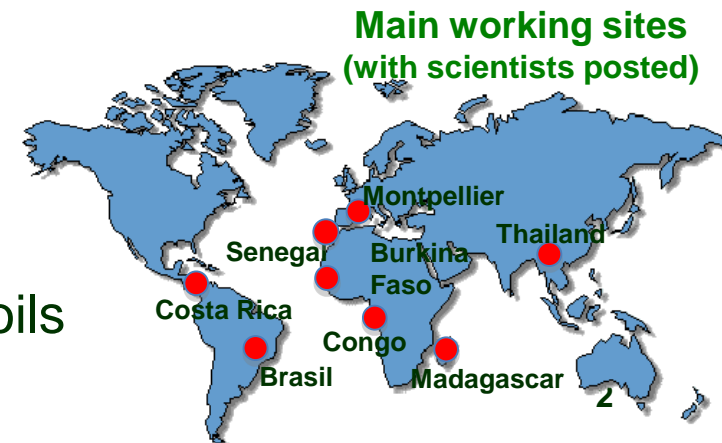 Main working sites
(with scientists posted)
Montpellier
Thailand
Senegal
Burkina
Faso
Costa Rica
oils
Congo
Brasil
Madagascar
2